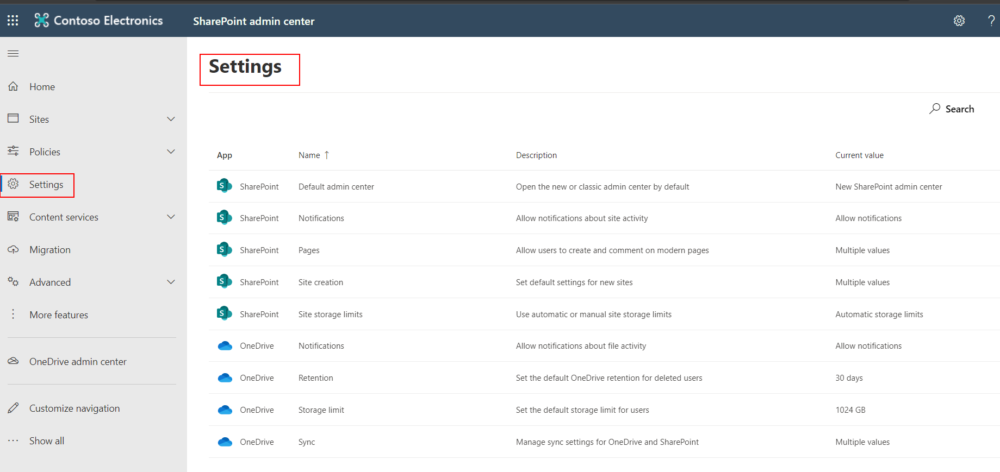 Contoso Electronics SharePoint admin center ?
Settings
Home
Sites
Policies
Settings
Content services
Migration
Advanced
More features
OneDrive admin center
Customize navigation
Show all
Search
App Name ↑ Description Current value
SharePoint Default admin center Open the new or classic admin center by default New SharePoint admin center
SharePoint Notifications Allow notifications about site activity Allow notifications
SharePoint Pages Allow users to create and comment on modern pages Multiple values
SharePoint Site creation Set default settings for new sites Multiple values
SharePoint Site storage limits Use automatic or manual site storage limits Automatic storage limits
OneDrive Notifications Allow notifications about file activity Allow notifications
OneDrive Retention Set the default OneDrive retention for deleted users 30 days
OneDrive Storage limit Set the default storage limit for users 1024 GB
OneDrive Sync Manage sync settings for OneDrive and SharePoint Multiple values